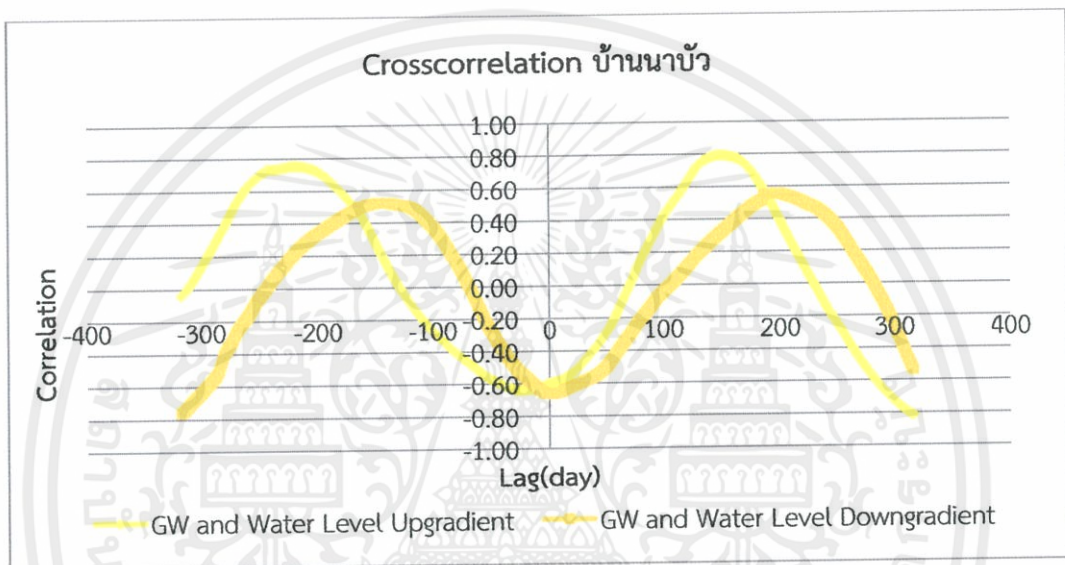 Crosscorrelation บ้านนาบัว
1.00
0.80
0.60
0.40
0.20
0.00
-0.20
-0.40
-0.60
-0.80
-1.00
-400 -300 -200 -100 0 100 200 300 400
Correlation
Lag(day)
GW and Water Level Upgradient GW and Water Level Downgradient